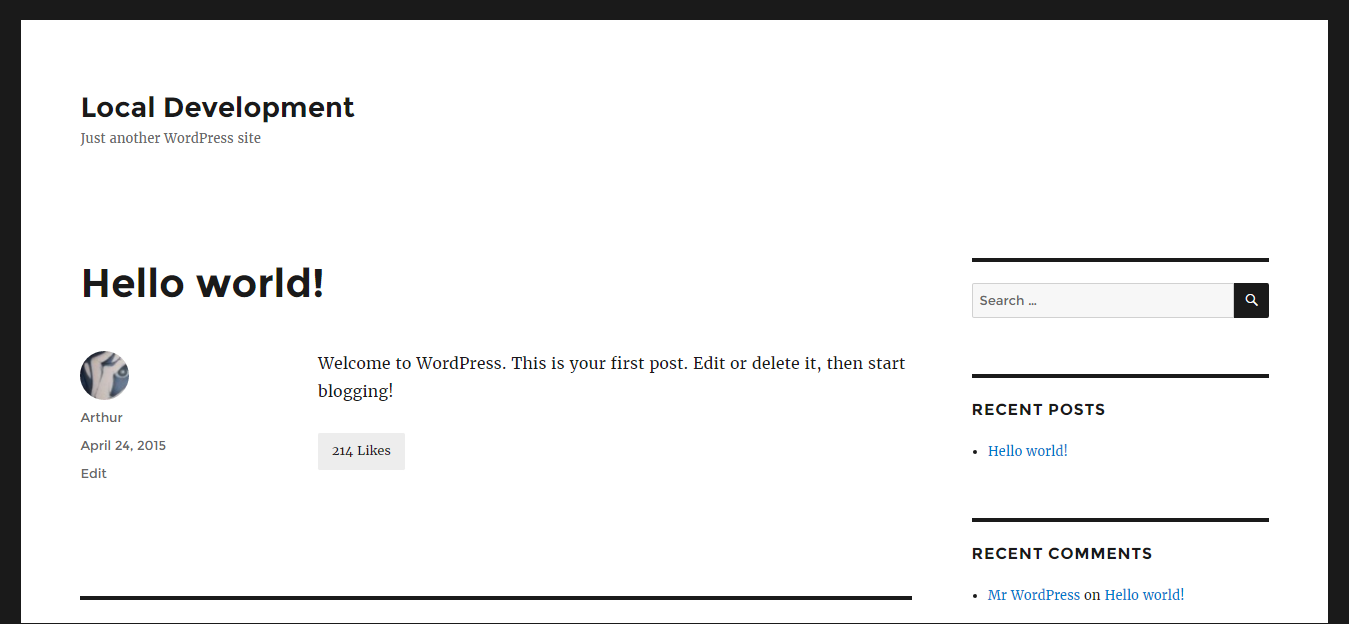 Local Development
Just another WordPress site
Hello world!
Arthur
April 24, 2015
Edit
Welcome to WordPress. This is your first post. Edit or delete it, then start
blogging!
214 Likes
Search …
RECENT POSTS
Hello world!
RECENT COMMENTS
Mr WordPress on Hello world!